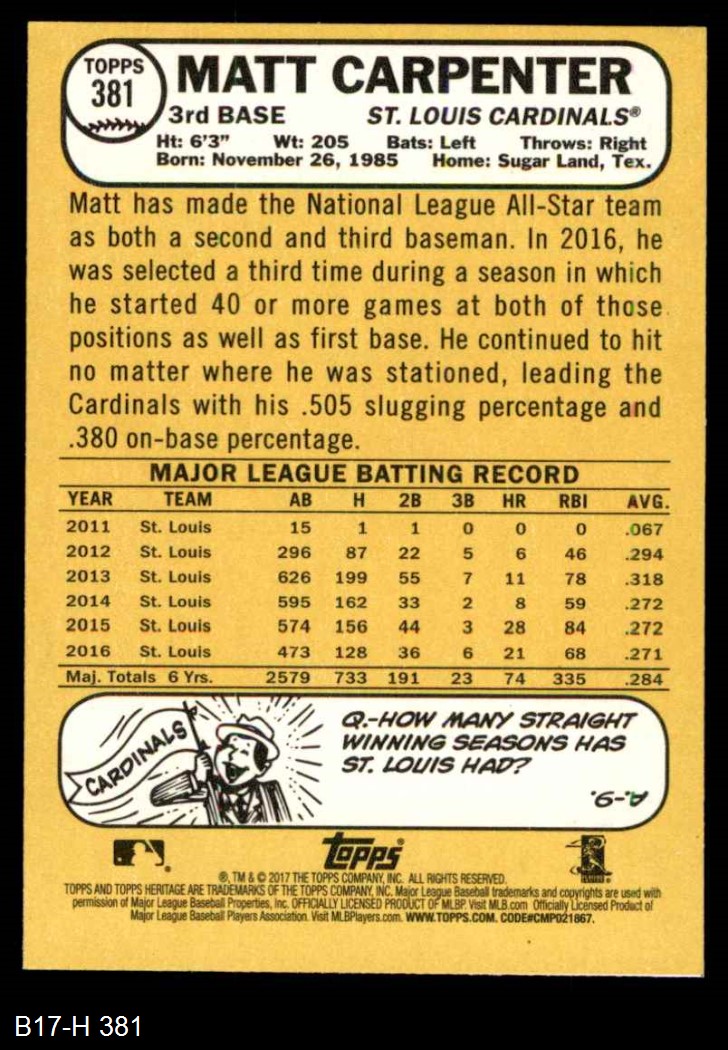 TOPPS
381
MATT CARPENTER
3rd BASE ST. LOUIS CARDINALS®
Ht: 6'3" Wt: 205 Bats: Left Throws: Right
Born: November 26, 1985 Home: Sugar Land, Tex.
Matt has made the National League All-Star team
as both a second and third baseman. In 2016, he
was selected a third time during a season in which
he started 40 or more games at both of those
positions as well as first base. He continued to hit
no matter where he was stationed, leading the
Cardinals with his .505 slugging percentage and
.380 on-base percentage.
MAJOR LEAGUE BATTING RECORD
YEAR TEAM AB H 2B 3B HR RBI AVG.
2011 St. Louis 15 1 1 0 0 0 .067
2012 St. Louis 296 87 22 5 6 46 .294
2013 St. Louis 626 199 55 7 11 78 .318
2014 St. Louis 595 162 33 2 8 59 .272
2015 St. Louis 574 156 44 3 28 84 .272
2016 St. Louis 473 128 36 6 21 68 .271
Maj. Totals 6 Yrs. 2579 733 191 23 74 335 .284
CARDINALS
Q.-HOW MANY STRAIGHT
WINNING SEASONS HAS
ST. LOUIS HAD?
A.-9.
Topps
®, TM & © 2017 THE TOPPS COMPANY, INC. ALL RIGHTS RESERVED.
TOPPS AND TOPPS HERITAGE ARE TRADEMARKS OF THE TOPPS COMPANY, INC. Major League Baseball trademarks and copyrights are used with
permission of Major League Baseball Properties, Inc. OFFICIALLY LICENSED PRODUCT OF MLBP. Visit MLB.com Officially Licensed Product of
Major League Baseball Players Association. Visit MLBPlayers.com. WWW.TOPPS.COM. CODE#CMP021867.
B17-H 381